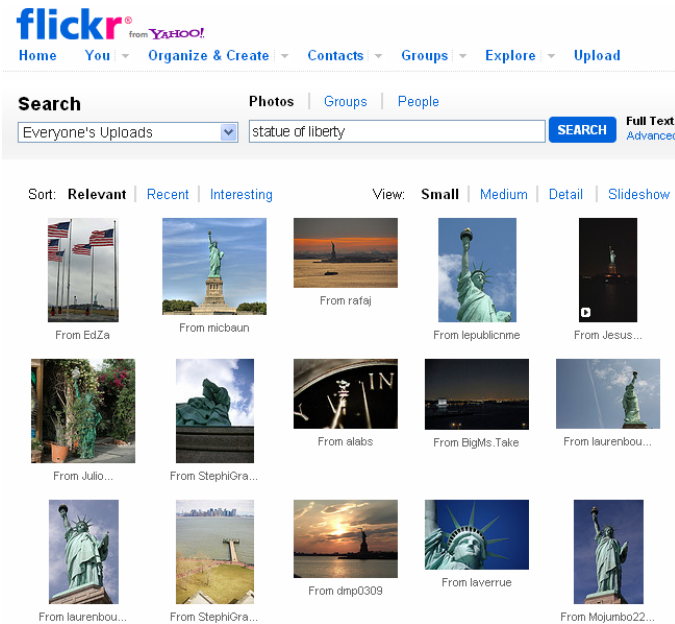 flickr® from YAHOO!
Home You Organize & Create Contacts Groups Explore Upload
Search Photos Groups People
Everyone's Uploads statue of liberty SEARCH Full Text
Advanced
Sort: Relevant Recent Interesting View: Small Medium Detail Slideshow
From EdZa From micbaun From rafaj From lepublicnme From Jesus...
From Julio... From StephiGra... From alabs From BigMs.Take From laurenbou...
From laurenbou... From StephiGra... From dmp0309 From laverrue From Mojumbo22...